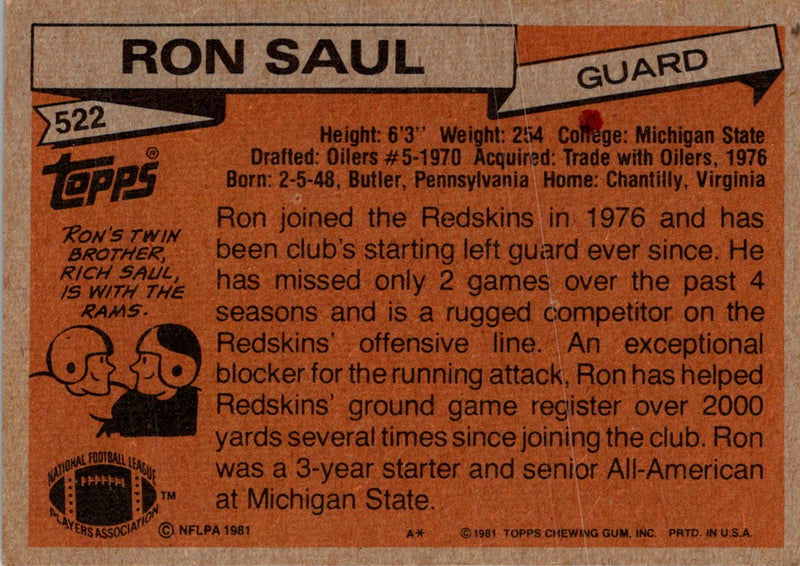 RON SAUL
GUARD
522
Height: 6'3" Weight: 254 College: Michigan State
Drafted: Oilers #5-1970 Acquired: Trade with Oilers, 1976
Born: 2-5-48, Butler, Pennsylvania Home: Chantilly, Virginia
Topps®
RON'S TWIN
BROTHER,
RICH SAUL,
IS WITH THE
RAMS.
Ron joined the Redskins in 1976 and has
been club's starting left guard ever since. He
has missed only 2 games over the past 4
seasons and is a rugged competitor on the
Redskins' offensive line. An exceptional
blocker for the running attack, Ron has helped
Redskins' ground game register over 2000
yards several times since joining the club. Ron
was a 3-year starter and senior All-American
at Michigan State.
NATIONAL FOOTBALL LEAGUE
PLAYERS ASSOCIATION
™
© NFLPA 1981
A* © 1981 TOPPS CHEWING GUM, INC. PRTD. IN U.S.A.